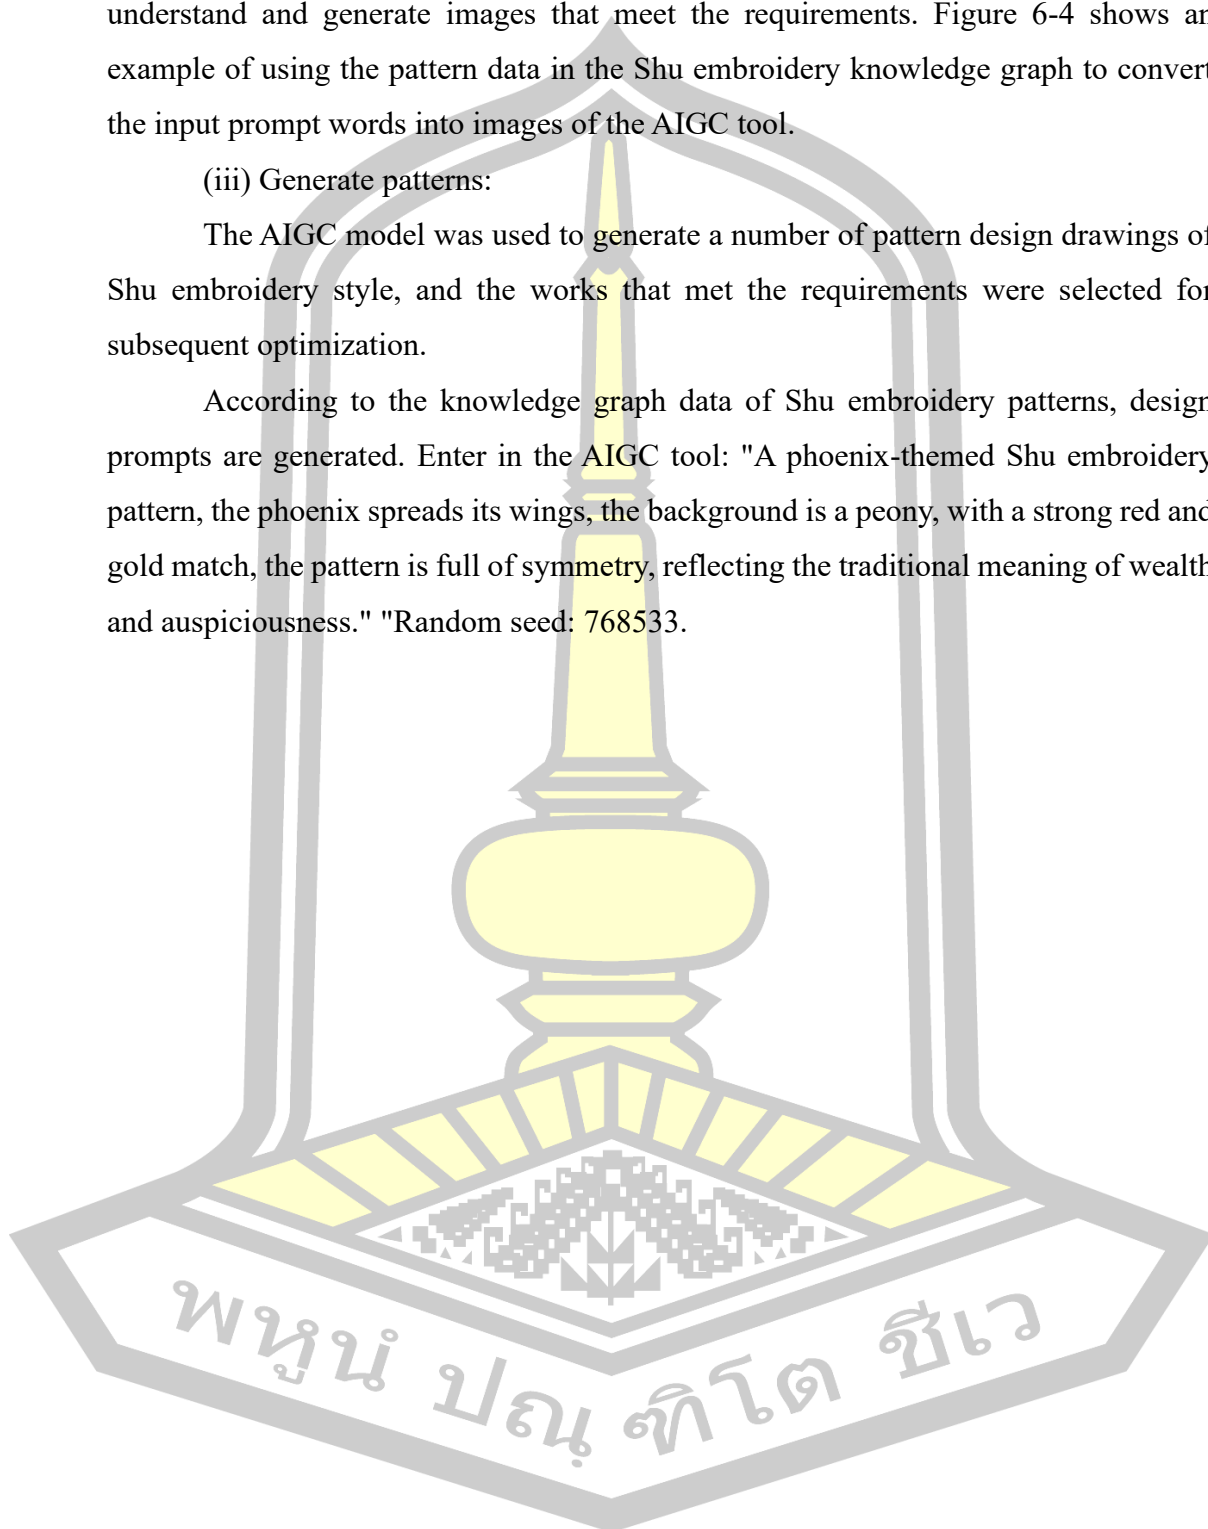 understand and generate images that meet the requirements. Figure 6-4 shows an
example of using the pattern data in the Shu embroidery knowledge graph to convert
the input prompt words into images of the AIGC tool.
(iii) Generate patterns:
The AIGC model was used to generate a number of pattern design drawings of
Shu embroidery style, and the works that met the requirements were selected for
subsequent optimization.
According to the knowledge graph data of Shu embroidery patterns, design
prompts are generated. Enter in the AIGC tool: "A phoenix-themed Shu embroidery
pattern, the phoenix spreads its wings, the background is a peony, with a strong red and
gold match, the pattern is full of symmetry, reflecting the traditional meaning of wealth
and auspiciousness." "Random seed: 768533.
พหูนํ ปณฺฑิโต ชีเว